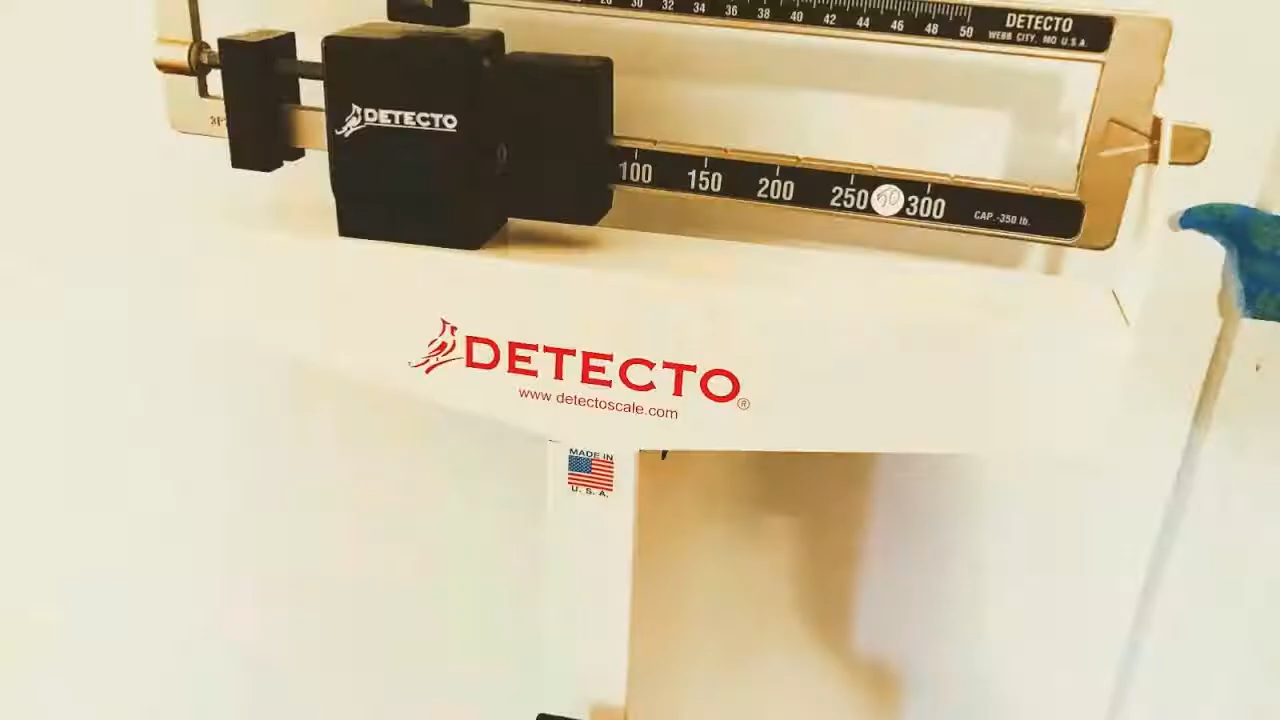 30 32 34 36 38 40 42 44 46 48 50
DETECTO
WEBB CITY, MO U.S.A.
DETECTO
100 150 200 250 50 300
CAP.-350 lb.
DETECTO®
www.detectoscale.com
MADE IN
U.S.A.